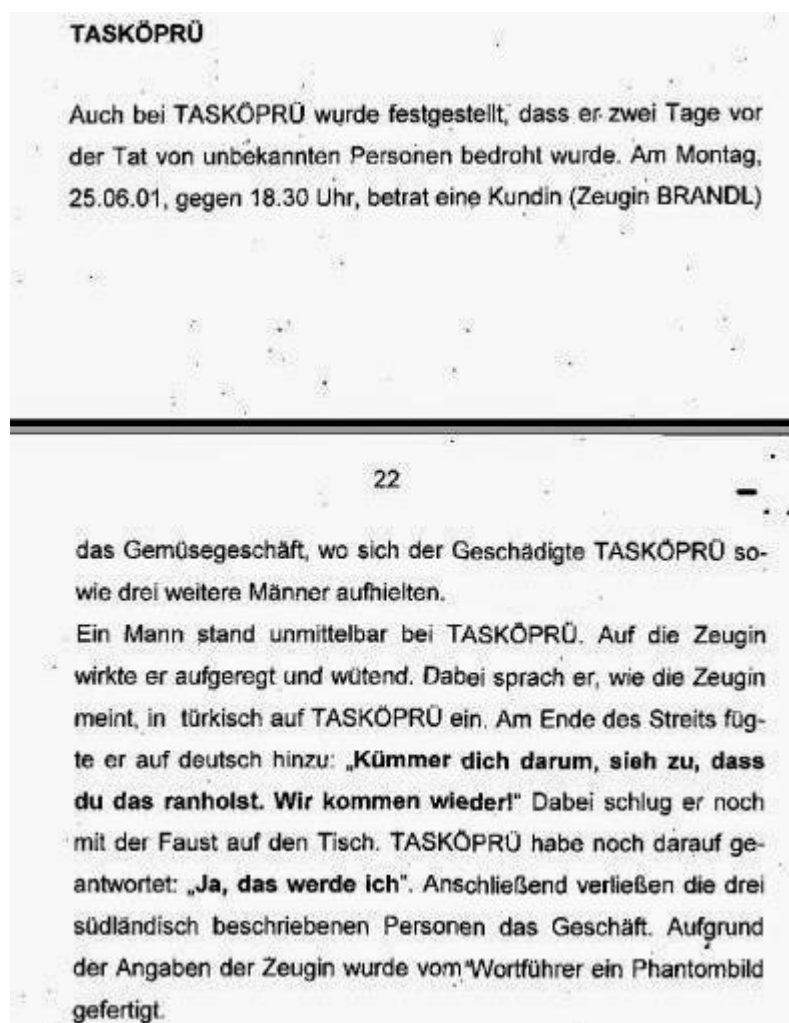 TASKÖPRÜ
Auch bei TASKÖPRÜ wurde festgestellt, dass er zwei Tage vor
der Tat von unbekannten Personen bedroht wurde. Am Montag,
25.06.01, gegen 18.30 Uhr, betrat eine Kundin (Zeugin BRANDL)
22
das Gemüsegeschäft, wo sich der Geschädigte TASKÖPRÜ so-
wie drei weitere Männer aufhielten.
Ein Mann stand unmittelbar bei TASKÖPRÜ. Auf die Zeugin
wirkte er aufgeregt und wütend. Dabei sprach er, wie die Zeugin
meint, in türkisch auf TASKÖPRÜ ein. Am Ende des Streits füg-
te er auf deutsch hinzu: „Kümmer dich darum, sieh zu, dass
du das ranholst. Wir kommen wieder!" Dabei schlug er noch
mit der Faust auf den Tisch. TASKÖPRÜ habe noch darauf ge-
antwortet: „Ja, das werde ich". Anschließend verließen die drei
südländisch beschriebenen Personen das Geschäft. Aufgrund
der Angaben der Zeugin wurde vom Wortführer ein Phantombild
gefertigt.